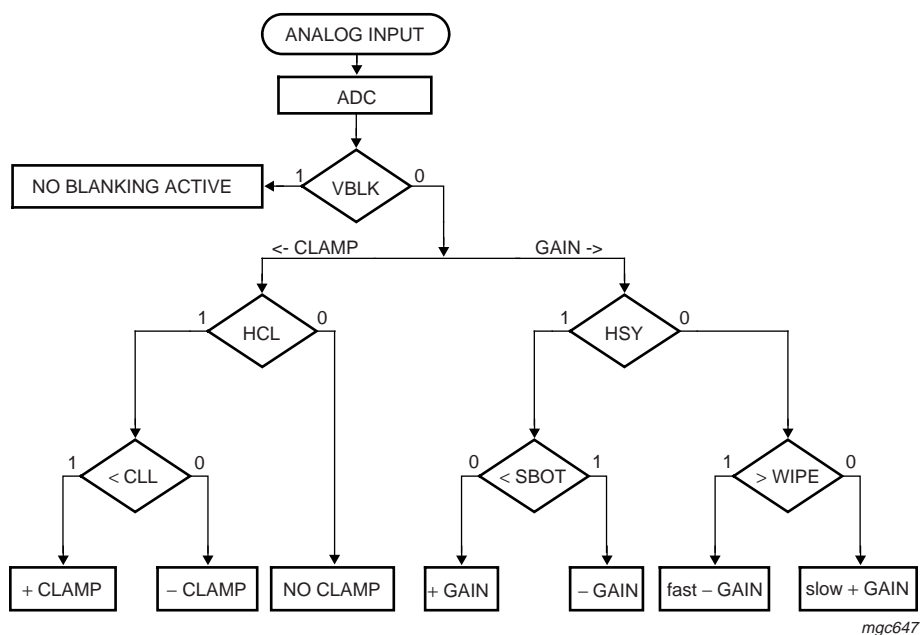 ANALOG INPUT
ADC
NO BLANKING ACTIVE
1
VBLK
0
<- CLAMP
GAIN ->
1
HCL
0
1
HSY
0
1
< CLL
0
0
< SBOT
1
1
> WIPE
0
+ CLAMP
− CLAMP
NO CLAMP
+ GAIN
− GAIN
fast − GAIN
slow + GAIN
mgc647